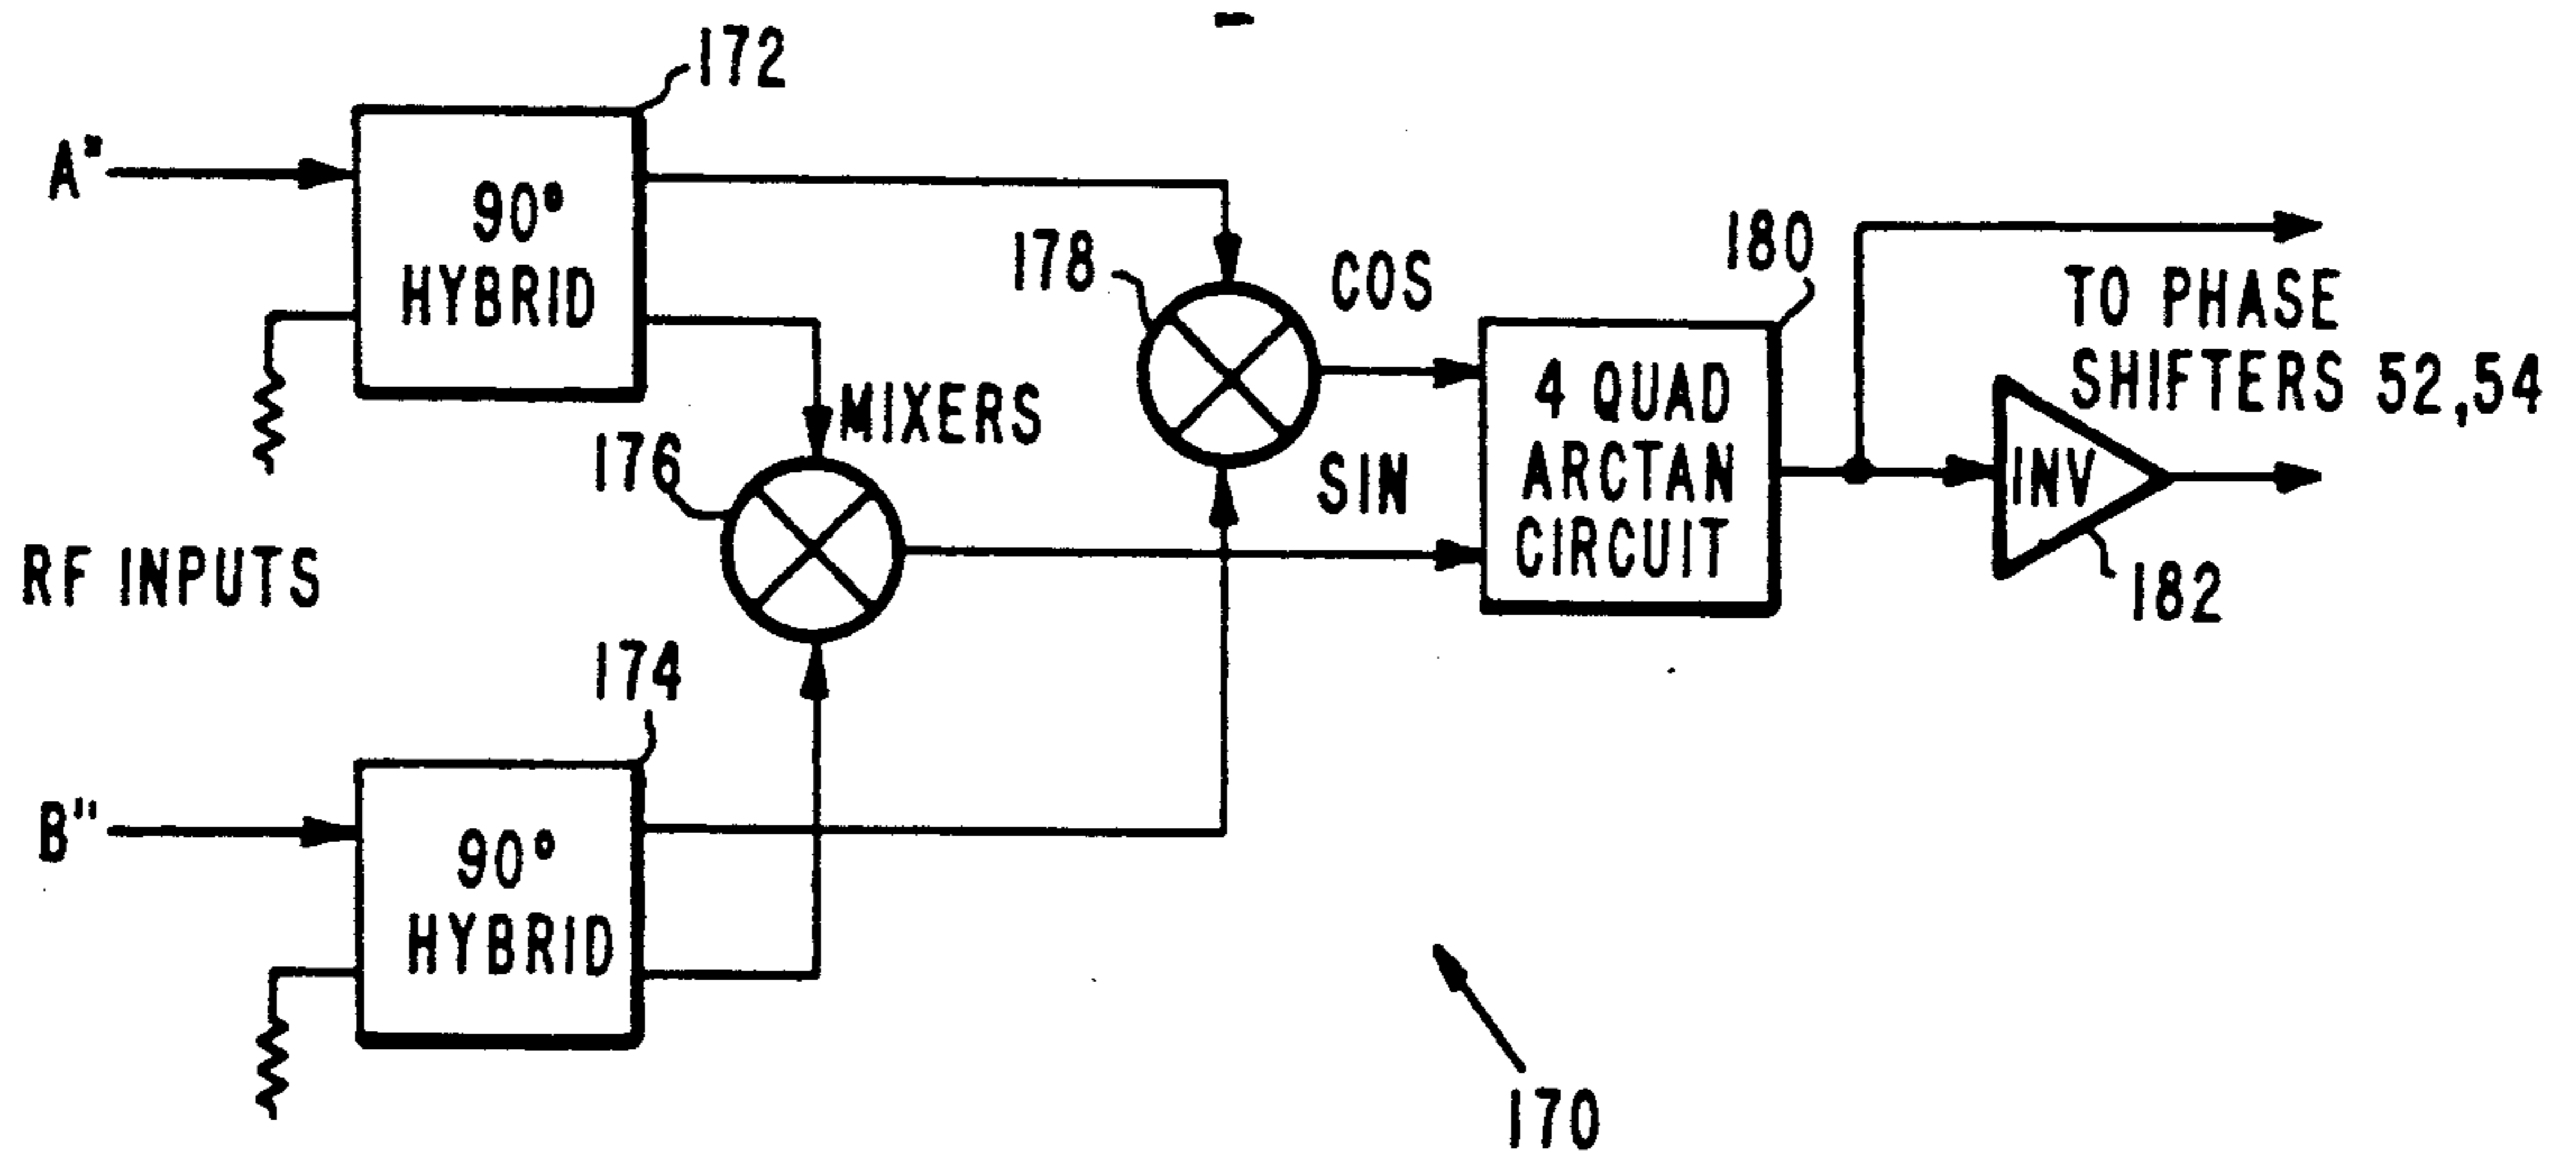 172
A"
90°
HYBRID
178
COS
180
TO PHASE
SHIFTERS 52,54
MIXERS
176
SIN
4 QUAD
ARCTAN
CIRCUIT
INV
182
RF INPUTS
174
B"
90°
HYBRID
170